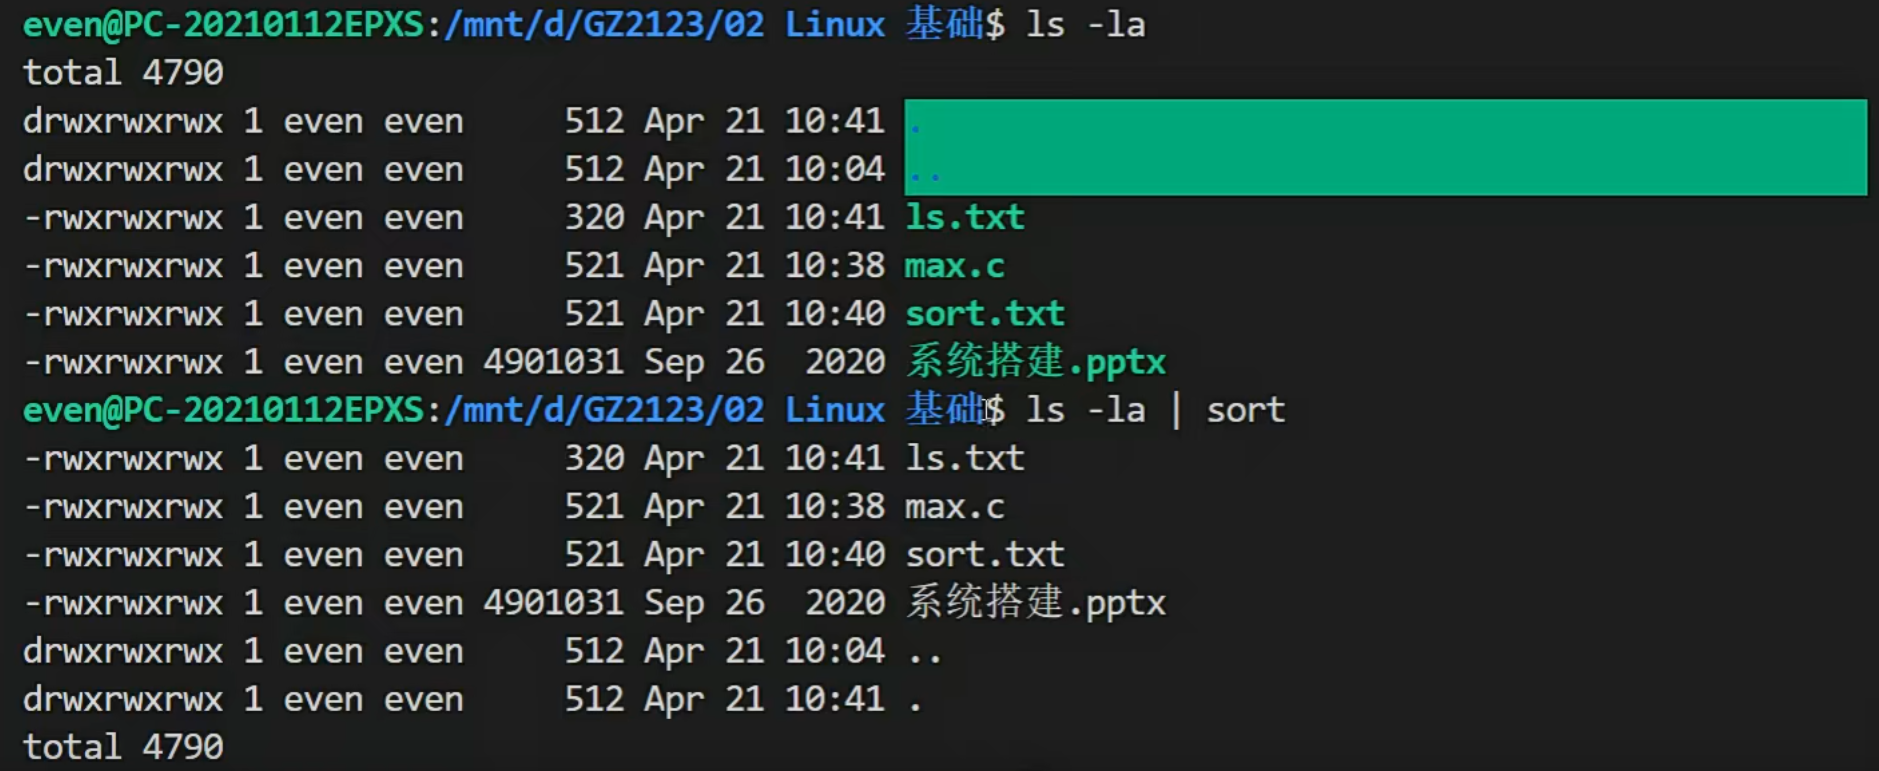 even@PC-20210112EPXS:/mnt/d/GZ2123/02 Linux 基础$ ls -la
total 4790
drwxrwxrwx 1 even even     512 Apr 21 10:41 .
drwxrwxrwx 1 even even     512 Apr 21 10:04 ..
-rwxrwxrwx 1 even even     320 Apr 21 10:41 ls.txt
-rwxrwxrwx 1 even even     521 Apr 21 10:38 max.c
-rwxrwxrwx 1 even even     521 Apr 21 10:40 sort.txt
-rwxrwxrwx 1 even even 4901031 Sep 26  2020 系统搭建.pptx
even@PC-20210112EPXS:/mnt/d/GZ2123/02 Linux 基础$ ls -la | sort
-rwxrwxrwx 1 even even     320 Apr 21 10:41 ls.txt
-rwxrwxrwx 1 even even     521 Apr 21 10:38 max.c
-rwxrwxrwx 1 even even     521 Apr 21 10:40 sort.txt
-rwxrwxrwx 1 even even 4901031 Sep 26  2020 系统搭建.pptx
drwxrwxrwx 1 even even     512 Apr 21 10:04 ..
drwxrwxrwx 1 even even     512 Apr 21 10:41 .
total 4790